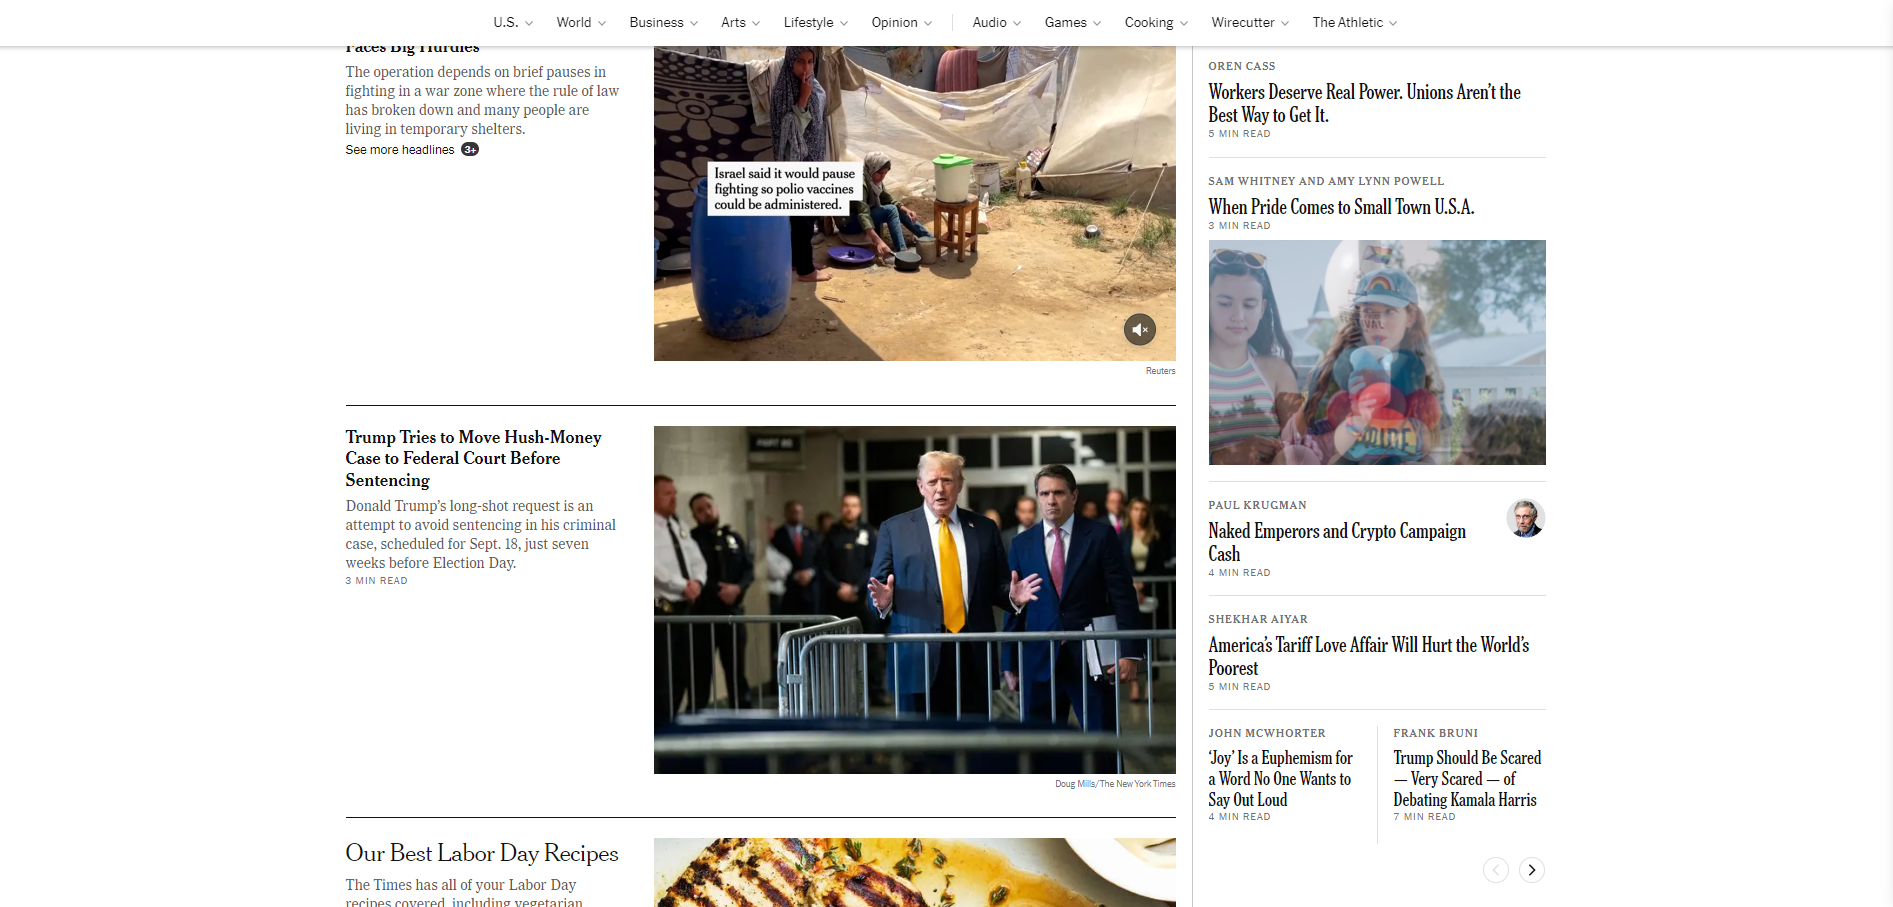 U.S. World Business Arts Lifestyle Opinion Audio Games Cooking Wirecutter The Athletic
Faces Big Hurdles
The operation depends on brief pauses in
fighting in a war zone where the rule of law
has broken down and many people are
living in temporary shelters.
See more headlines 3+
Israel said it would pause
fighting so polio vaccines
could be administered.
Reuters
Trump Tries to Move Hush-Money
Case to Federal Court Before
Sentencing
Donald Trump’s long-shot request is an
attempt to avoid sentencing in his criminal
case, scheduled for Sept. 18, just seven
weeks before Election Day.
3 MIN READ
PART 59
Doug Mills/The New York Times
Our Best Labor Day Recipes
The Times has all of your Labor Day
recipes covered, including vegetarian
OREN CASS
Workers Deserve Real Power. Unions Aren’t the
Best Way to Get It.
5 MIN READ
SAM WHITNEY AND AMY LYNN POWELL
When Pride Comes to Small Town U.S.A.
3 MIN READ
PRIDE
PAUL KRUGMAN
Naked Emperors and Crypto Campaign
Cash
4 MIN READ
SHEKHAR AIYAR
America’s Tariff Love Affair Will Hurt the World’s
Poorest
5 MIN READ
JOHN MCWHORTER
‘Joy’ Is a Euphemism for
a Word No One Wants to
Say Out Loud
4 MIN READ
FRANK BRUNI
Trump Should Be Scared
— Very Scared — of
Debating Kamala Harris
7 MIN READ